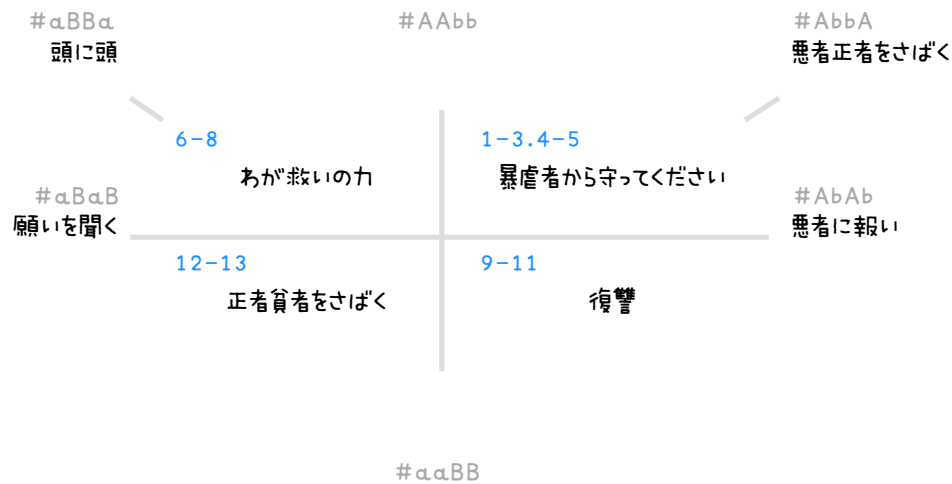 #aBBa
頭に頭
#AAbb
#AbbA
悪者正者をさばく
6-8
わが救いの力
1-3.4-5
暴虐者から守ってください
#aBaB
願いを聞く
#AbAb
悪者に報い
12-13
正者貧者をさばく
9-11
復讐
#aaBB